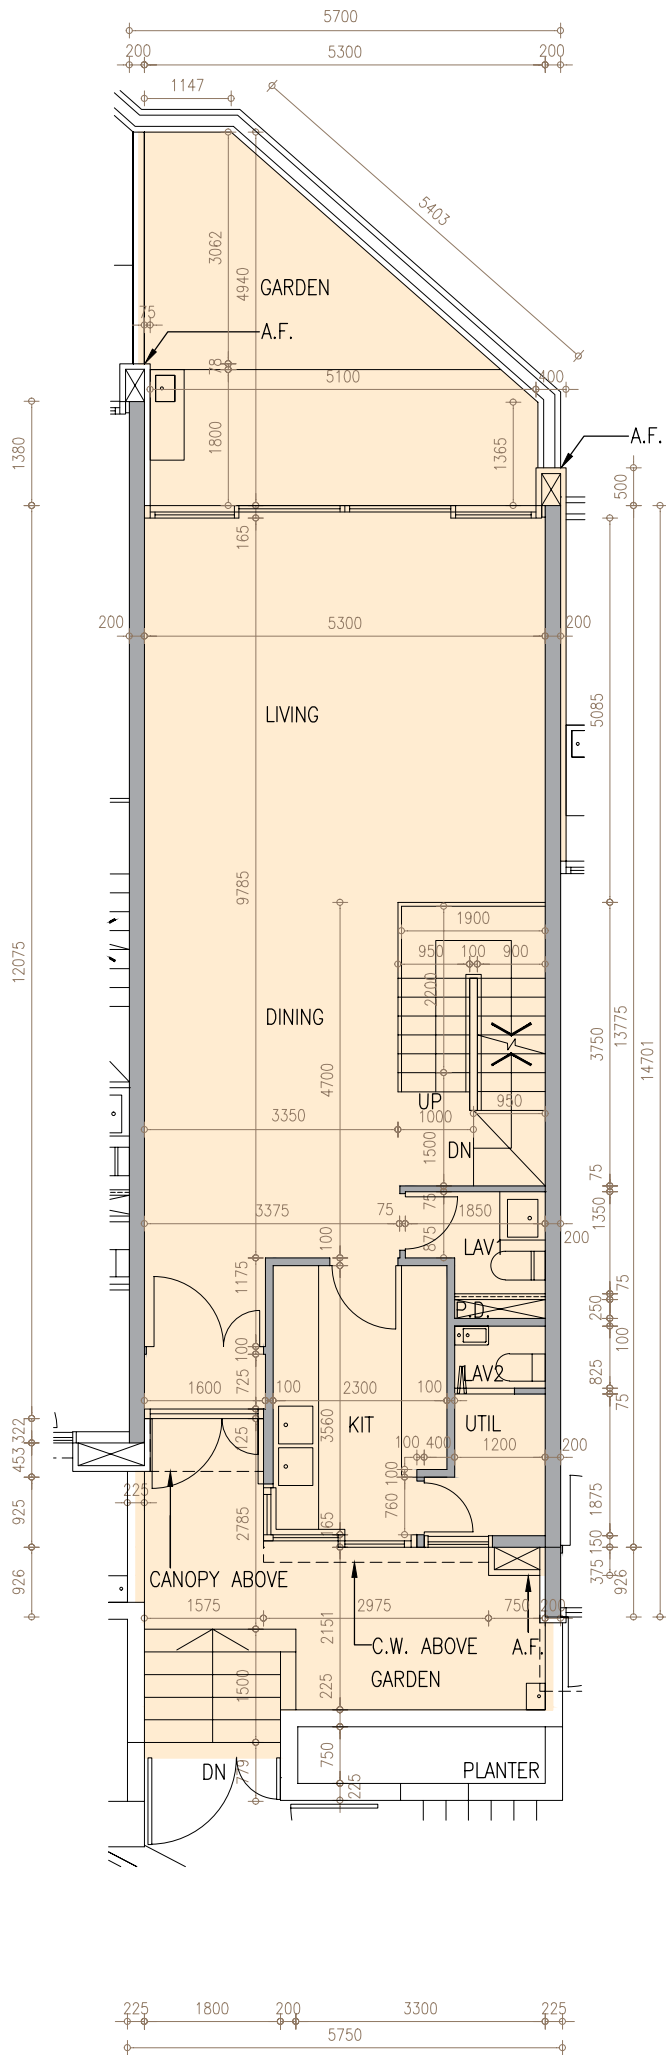 5700
200 5300 200
1147
5403
3062
4940
GARDEN
75
A.F.
78
5100 400
1380
1800
1365
A.F.
500
165
200 5300 200
LIVING
5085
9785
12075
1900
950 100 900
2200
DINING
4700
3750
13775
14701
UP
950
3350 1000
1500
DN
75
75
1350
3375 75 1850
200
875
LAV1
100
1175
75
P.D.
250
100
100
825
LAV2
725
75
1600 100 2300 100
322
125
3560
KIT
UTIL
453
100 400 1200 200
100
225
925
760
1875
2785
165
150
375
926
926
CANOPY ABOVE
1575 2975 750 200
2151
C.W. ABOVE
GARDEN
A.F.
225
1500
750
DN
779
PLANTER
225
225 1800 200 3300 225
5750